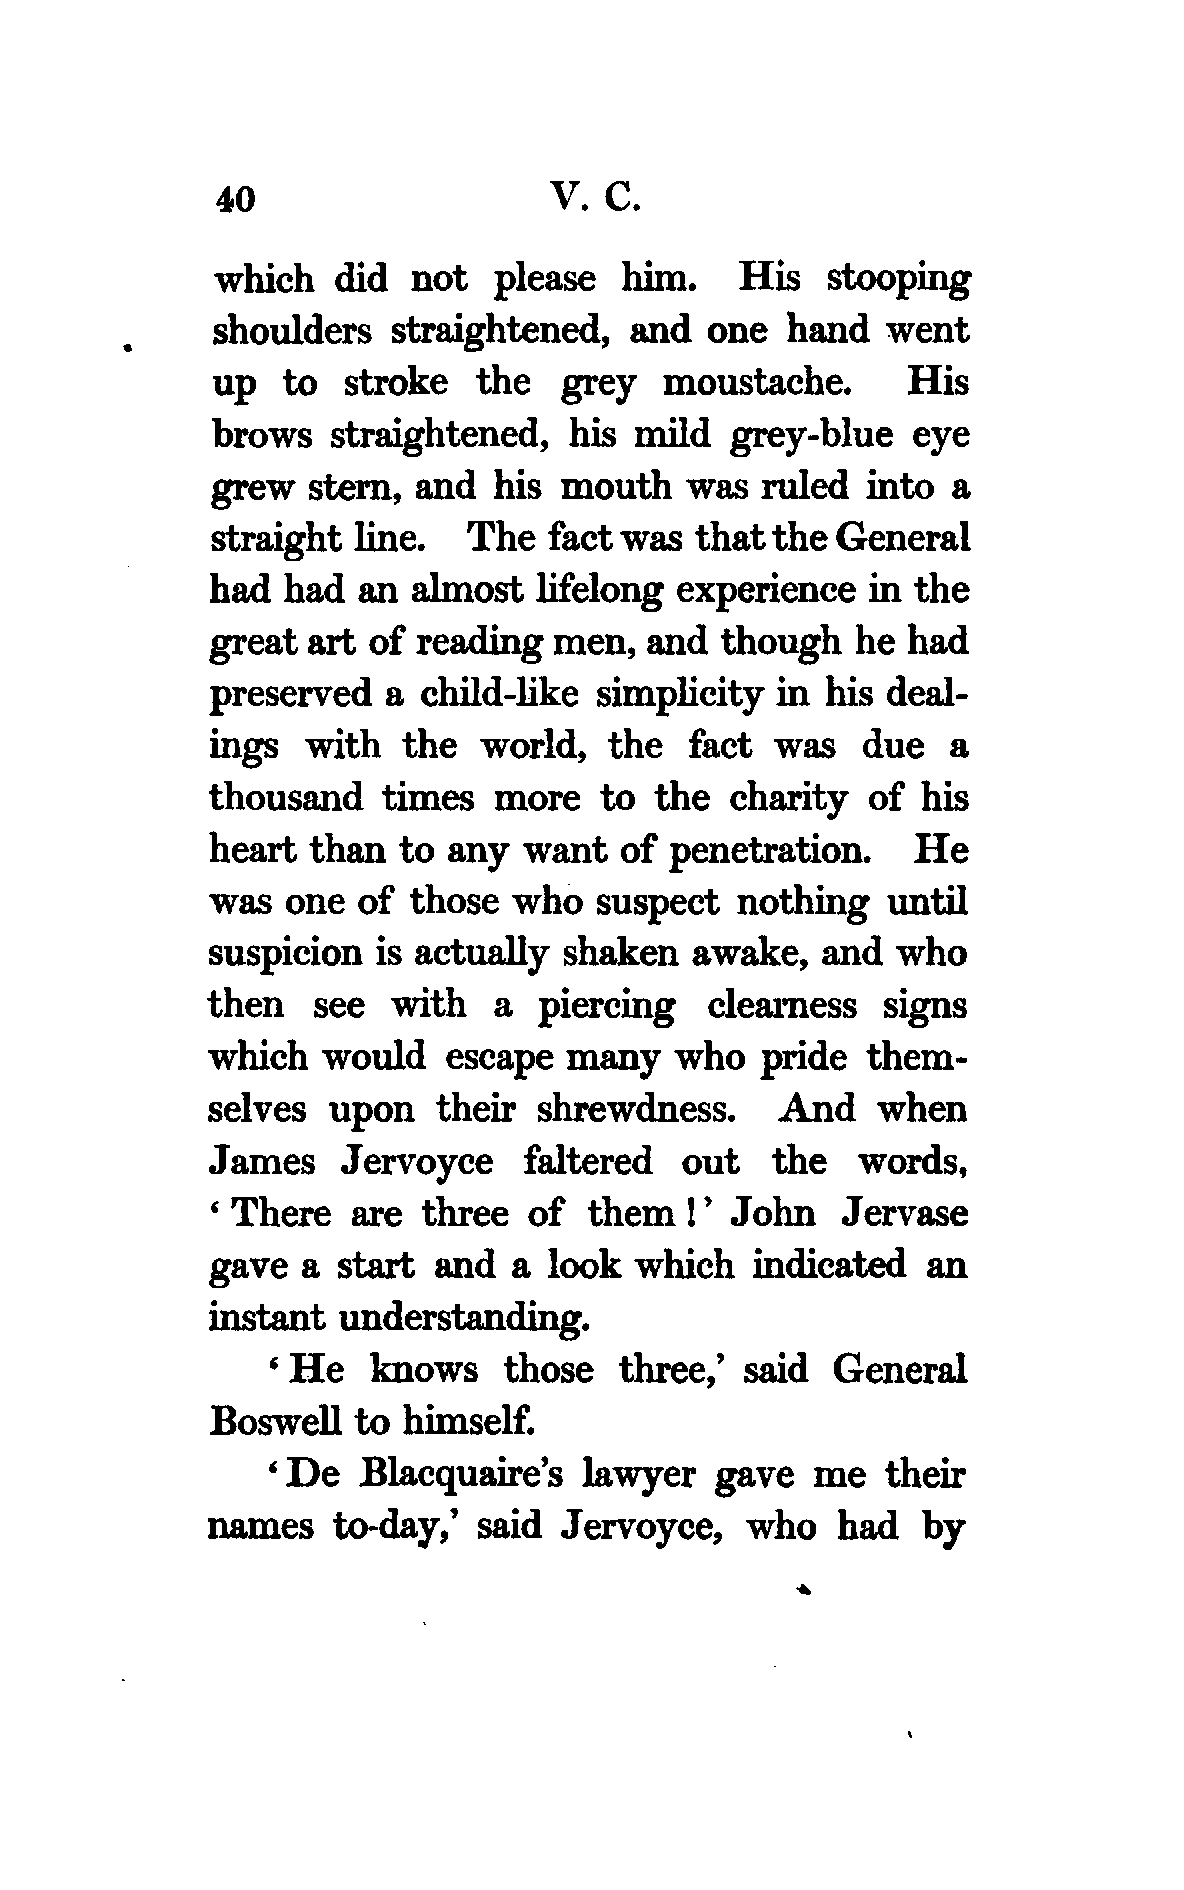 40 V. C.
which did not please him. His stooping
shoulders straightened, and one hand went
up to stroke the grey moustache. His
brows straightened, his mild grey-blue eye
grew stern, and his mouth was ruled into a
straight line. The fact was that the General
had had an almost lifelong experience in the
great art of reading men, and though he had
preserved a child-like simplicity in his deal-
ings with the world, the fact was due a
thousand times more to the charity of his
heart than to any want of penetration. He
was one of those who suspect nothing until
suspicion is actually shaken awake, and who
then see with a piercing clearness signs
which would escape many who pride them-
selves upon their shrewdness. And when
James Jervoyce faltered out the words,
‘There are three of them!’ John Jervase
gave a start and a look which indicated an
instant understanding.
‘He knows those three,’ said General
Boswell to himself.
‘De Blacquaire’s lawyer gave me their
names to-day,’ said Jervoyce, who had by